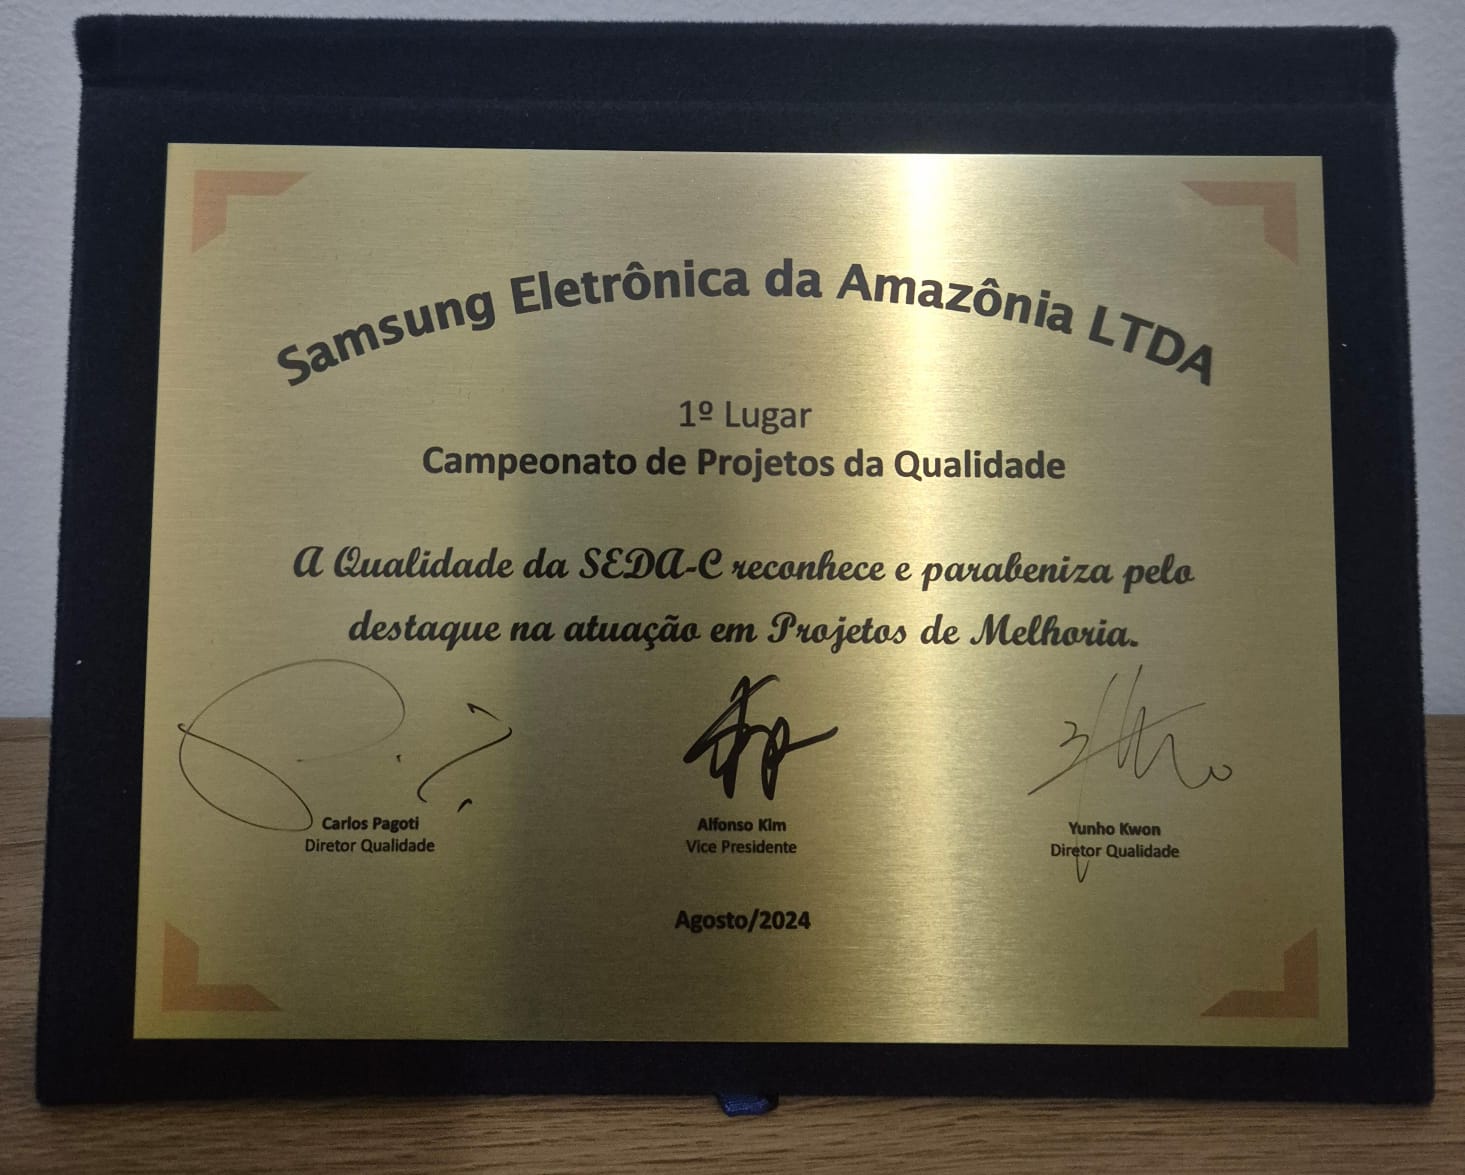 Samsung Eletrônica da Amazônia LTDA
1º Lugar
Campeonato de Projetos da Qualidade
A Qualidade da SEDA-C reconhece e parabeniza pelo
destaque na atuação em Projetos de Melhoria.
Carlos Pagoti
Diretor Qualidade
Alfonso Kim
Vice Presidente
Yunho Kwon
Diretor Qualidade
Agosto/2024